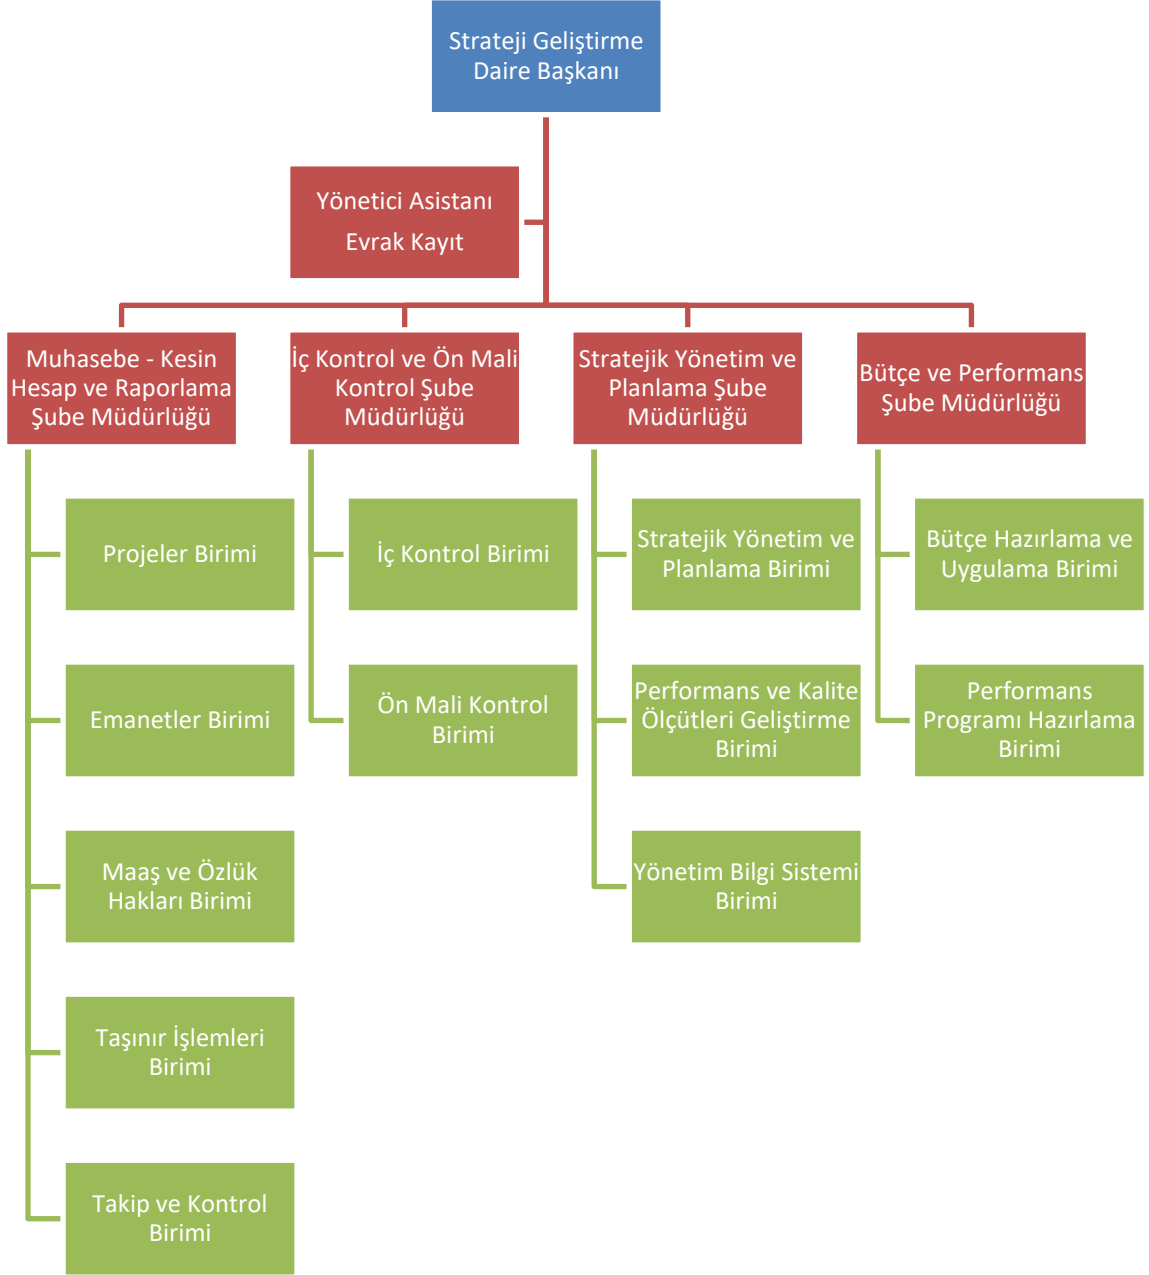 Strateji Geliştirme
Daire Başkanı
Yönetici Asistanı
Evrak Kayıt
Muhasebe - Kesin
Hesap ve Raporlama
Şube Müdürlüğü
İç Kontrol ve Ön Mali
Kontrol Şube
Müdürlüğü
Stratejik Yönetim ve
Planlama Şube
Müdürlüğü
Bütçe ve Performans
Şube Müdürlüğü
Projeler Birimi
Emanetler Birimi
Maaş ve Özlük
Hakları Birimi
Taşınır İşlemleri
Birimi
Takip ve Kontrol
Birimi
İç Kontrol Birimi
Ön Mali Kontrol
Birimi
Stratejik Yönetim ve
Planlama Birimi
Performans ve Kalite
Ölçütleri Geliştirme
Birimi
Yönetim Bilgi Sistemi
Birimi
Bütçe Hazırlama ve
Uygulama Birimi
Performans
Programı Hazırlama
Birimi